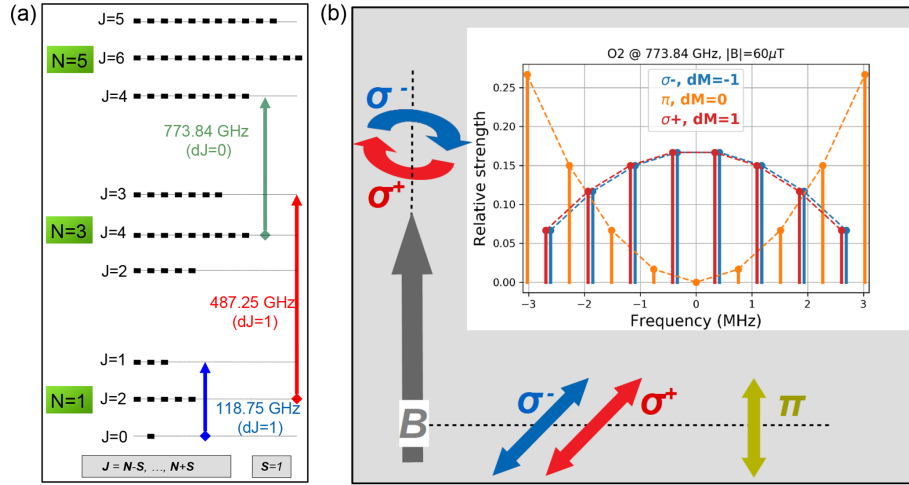 (a)
J=5
N=5
J=6
J=4
773.84 GHz
(dJ=0)
J=3
N=3
J=4
J=2
487.25 GHz
(dJ=1)
J=1
N=1
J=2
118.75 GHz
(dJ=1)
J=0
J = N-S, ..., N+S
S=1
(b)
σ-
σ+
B
σ-
σ+
π
O2 @ 773.84 GHz, |B|=60μT
σ-, dM=-1
π, dM=0
σ+, dM=1
Relative strength
0.25
0.20
0.15
0.10
0.05
0.00
−3
−2
−1
0
1
2
3
Frequency (MHz)